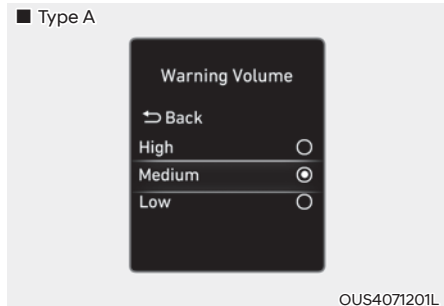 ■ Type A
Warning Volume
⮌ Back
High
Medium
Low
OUS4071201L